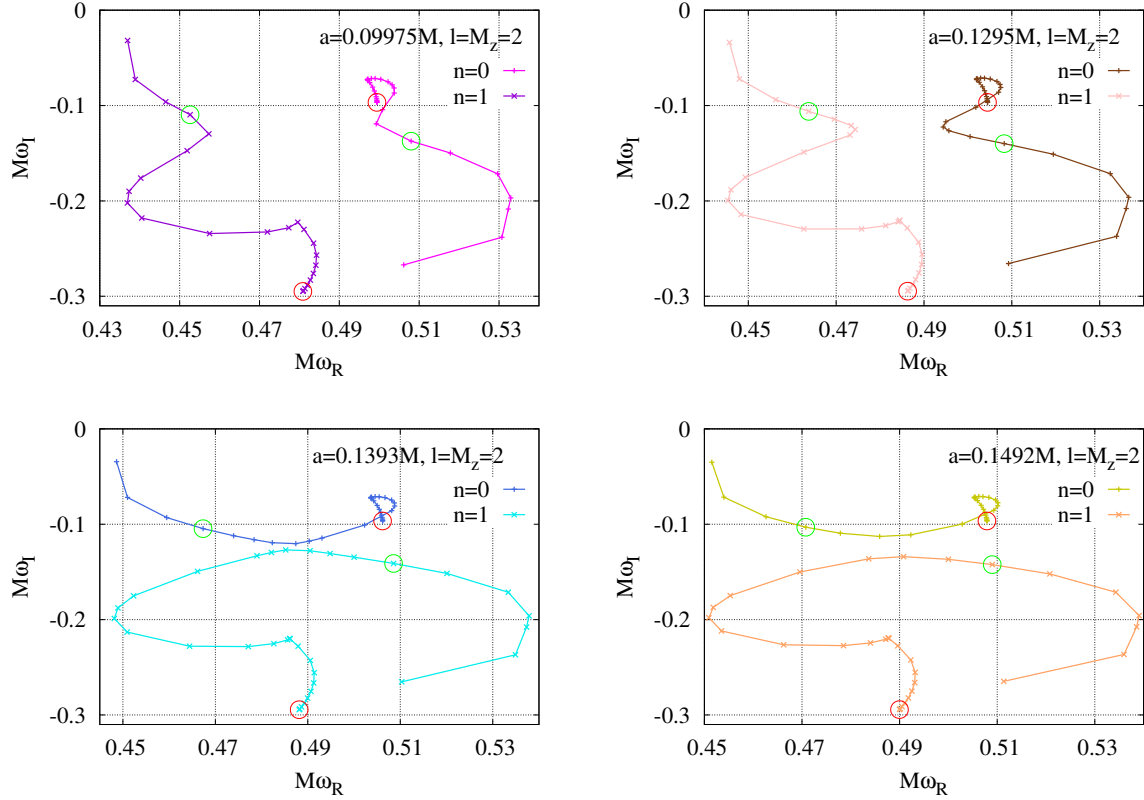 a=0.09975M, l=M_z=2
n=0
n=1
0
-0.1
-0.2
-0.3
Mω_I
0.43 0.45 0.47 0.49 0.51 0.53
Mω_R
a=0.1295M, l=M_z=2
n=0
n=1
0
-0.1
-0.2
-0.3
Mω_I
0.45 0.47 0.49 0.51 0.53
Mω_R
a=0.1393M, l=M_z=2
n=0
n=1
0
-0.1
-0.2
-0.3
Mω_I
0.45 0.47 0.49 0.51 0.53
Mω_R
a=0.1492M, l=M_z=2
n=0
n=1
0
-0.1
-0.2
-0.3
Mω_I
0.45 0.47 0.49 0.51 0.53
Mω_R